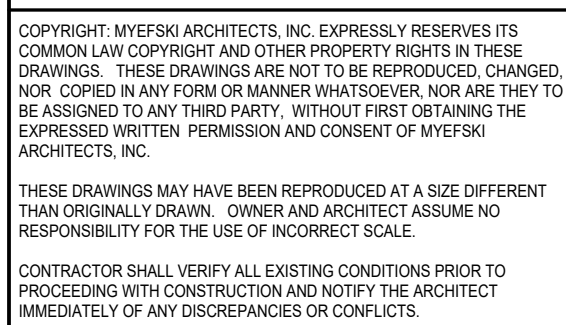 COPYRIGHT: MYEFSKI ARCHITECTS, INC. EXPRESSLY RESERVES ITS
COMMON LAW COPYRIGHT AND OTHER PROPERTY RIGHTS IN THESE
DRAWINGS. THESE DRAWINGS ARE NOT TO BE REPRODUCED, CHANGED,
NOR COPIED IN ANY FORM OR MANNER WHATSOEVER, NOR ARE THEY TO
BE ASSIGNED TO ANY THIRD PARTY, WITHOUT FIRST OBTAINING THE
EXPRESSED WRITTEN PERMISSION AND CONSENT OF MYEFSKI
ARCHITECTS, INC.
THESE DRAWINGS MAY HAVE BEEN REPRODUCED AT A SIZE DIFFERENT
THAN ORIGINALLY DRAWN. OWNER AND ARCHITECT ASSUME NO
RESPONSIBILITY FOR THE USE OF INCORRECT SCALE.
CONTRACTOR SHALL VERIFY ALL EXISTING CONDITIONS PRIOR TO
PROCEEDING WITH CONSTRUCTION AND NOTIFY THE ARCHITECT
IMMEDIATELY OF ANY DISCREPANCIES OR CONFLICTS.